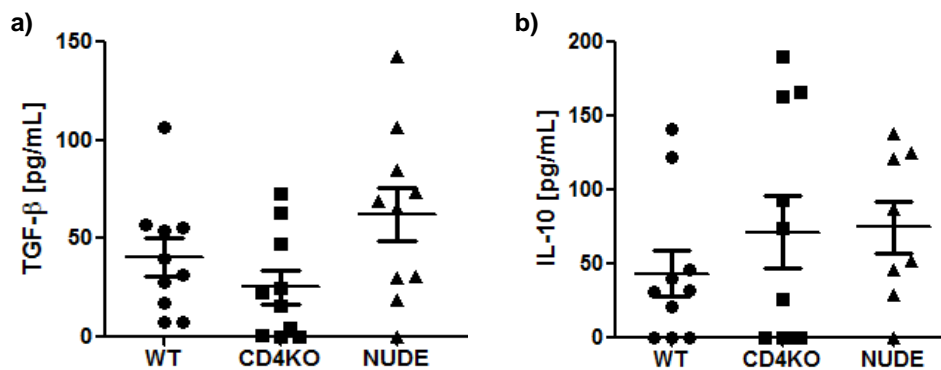 a)
TGF-β [pg/mL]
150
100
50
0
WT CD4KO NUDE
b)
IL-10 [pg/mL]
200
150
100
50
0
WT CD4KO NUDE